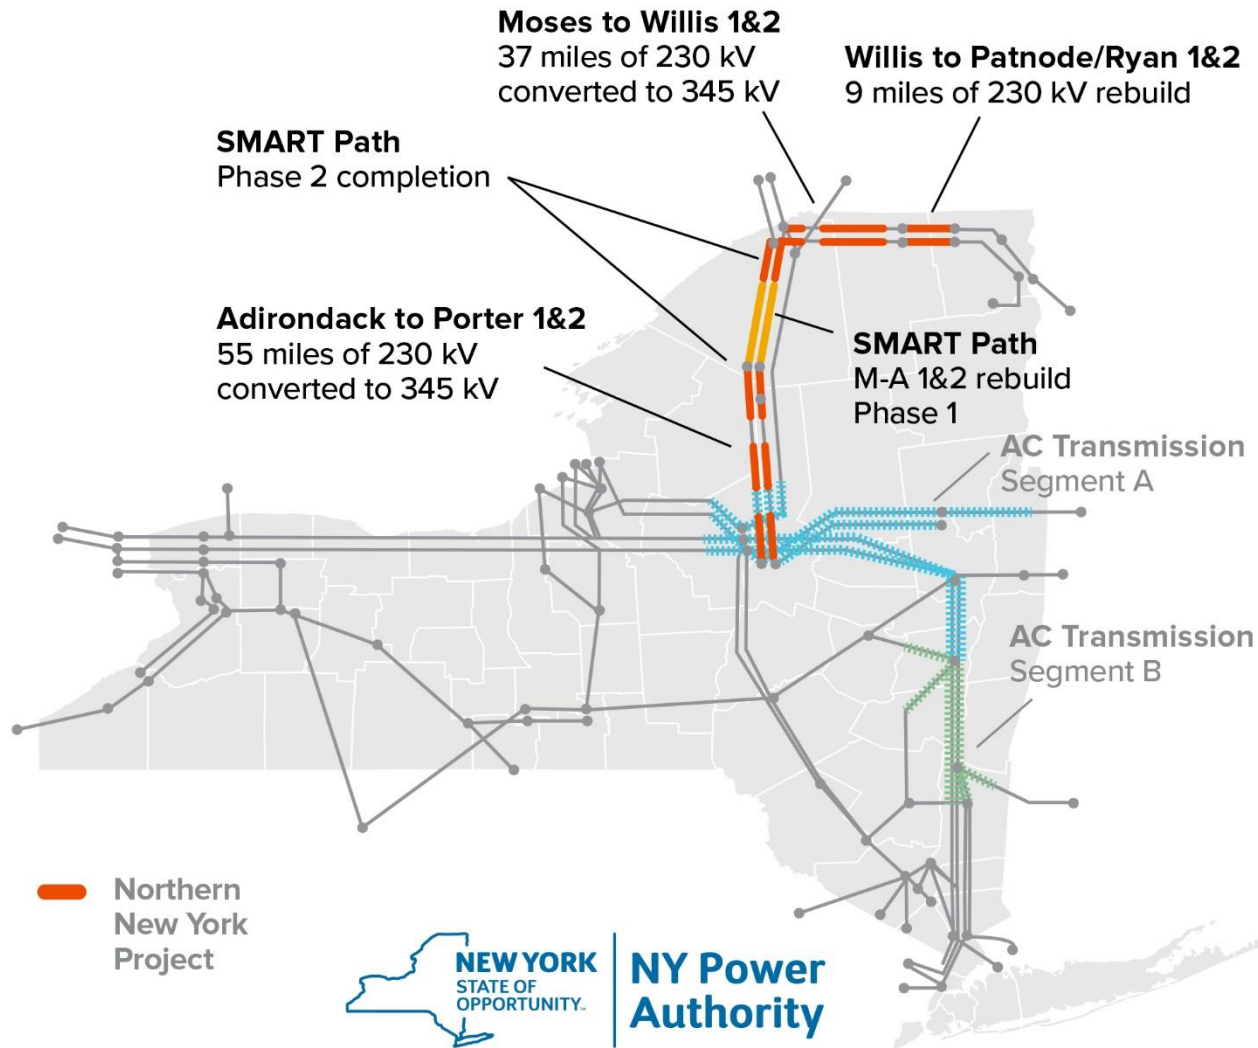 Moses to Willis 1&2
37 miles of 230 kV
converted to 345 kV
Willis to Patnode/Ryan 1&2
9 miles of 230 kV rebuild
SMART Path
Phase 2 completion
Adirondack to Porter 1&2
55 miles of 230 kV
converted to 345 kV
SMART Path
M-A 1&2 rebuild
Phase 1
AC Transmission
Segment A
AC Transmission
Segment B
Northern
New York
Project
NEW YORK
STATE OF
OPPORTUNITY™
NY Power
Authority